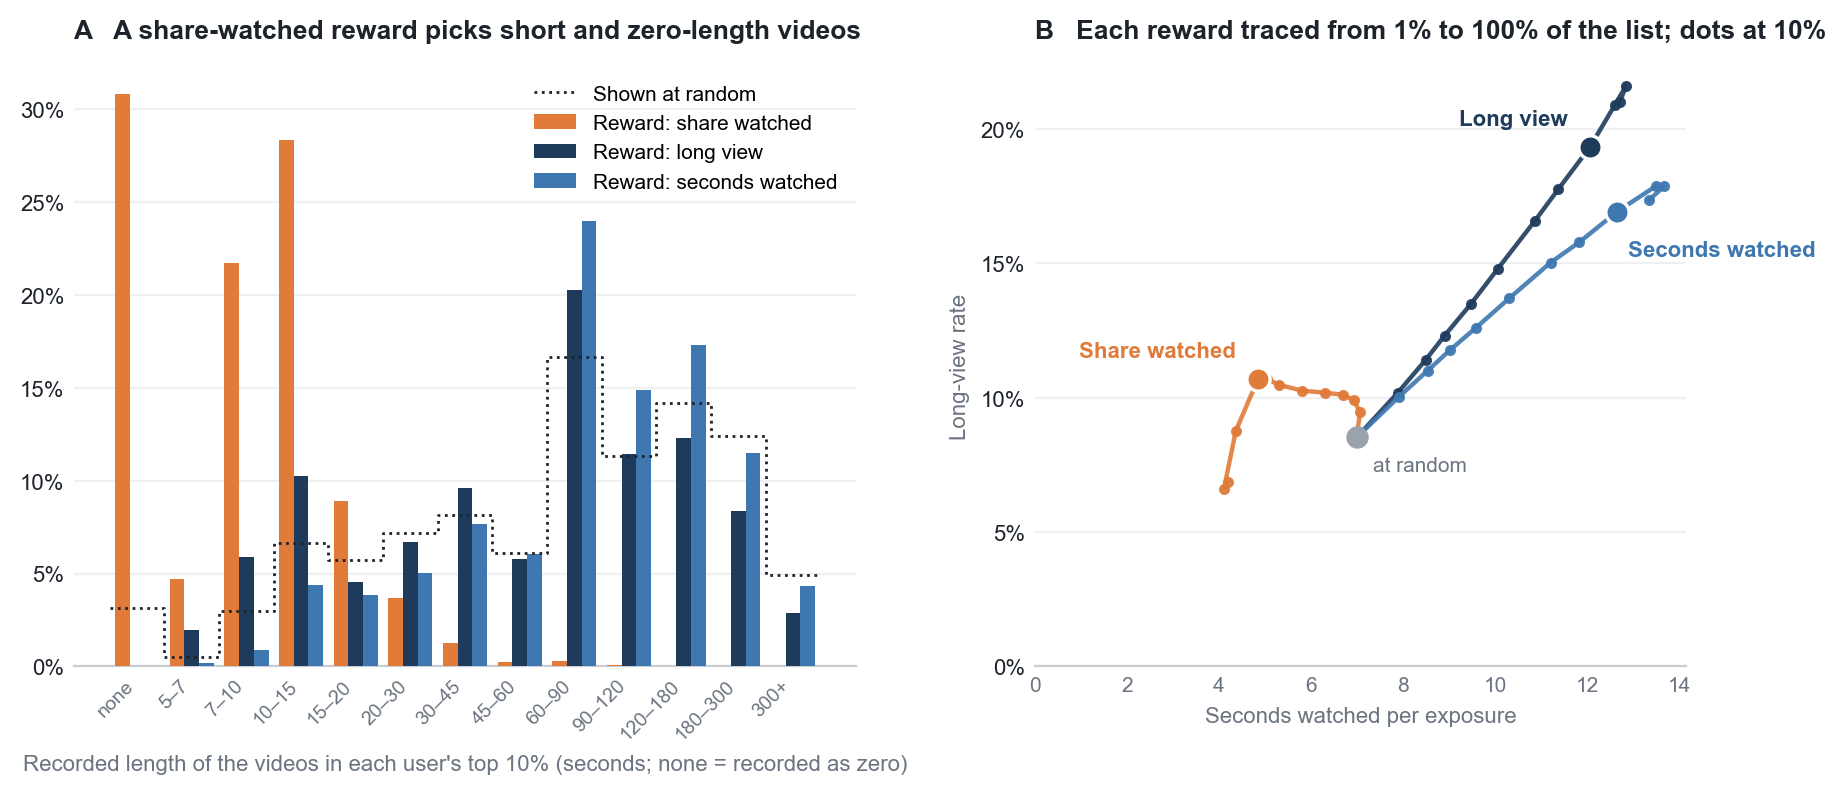 A A share-watched reward picks short and zero-length videos
30%
25%
20%
15%
10%
5%
0%
Shown at random
Reward: share watched
Reward: long view
Reward: seconds watched
none
5–7
7–10
10–15
15–20
20–30
30–45
45–60
60–90
90–120
120–180
180–300
300+
Recorded length of the videos in each user's top 10% (seconds; none = recorded as zero)
B Each reward traced from 1% to 100% of the list; dots at 10%
Long-view rate
20%
15%
10%
5%
0%
Long view
Seconds watched
Share watched
at random
0 2 4 6 8 10 12 14
Seconds watched per exposure